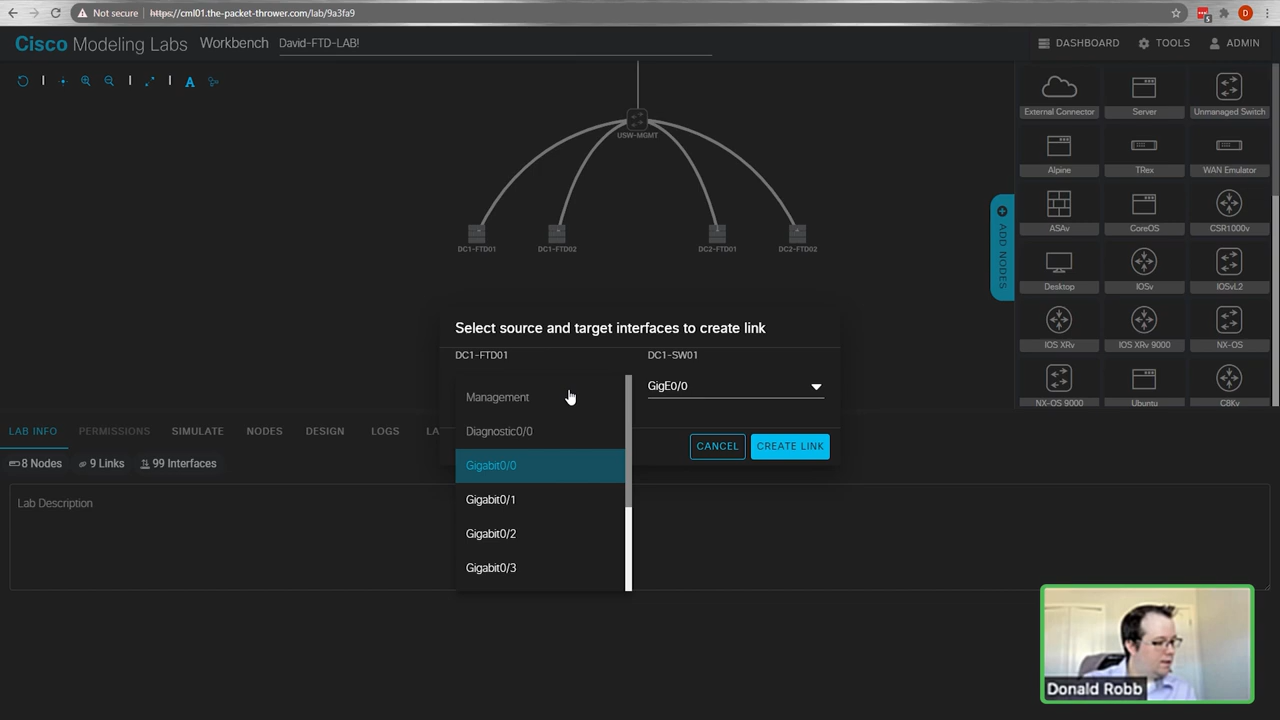 Not secure https://cml01.the-packet-thrower.com/lab/9a3fa9
5
D
Cisco Modeling Labs Workbench David-FTD-LAB!
DASHBOARD TOOLS ADMIN
A
External Connector Server Unmanaged Switch
USW-MGMT
Alpine TRex WAN Emulator
ASAv CoreOS CSR1000v
ADD NODES
DC1-FTD01 DC1-FTD02 DC2-FTD01 DC2-FTD02
Desktop IOSv IOSvL2
Select source and target interfaces to create link
IOS XRv IOS XRv 9000 NX-OS
DC1-FTD01 DC1-SW01
GigE0/0
Management
NX-OS 9000 Ubuntu C8Kv
LAB INFO PERMISSIONS SIMULATE NODES DESIGN LOGS LA
Diagnostic0/0
CANCEL CREATE LINK
8 Nodes 9 Links 99 Interfaces
Gigabit0/0
Lab Description
Gigabit0/1
Gigabit0/2
Gigabit0/3
Donald Robb